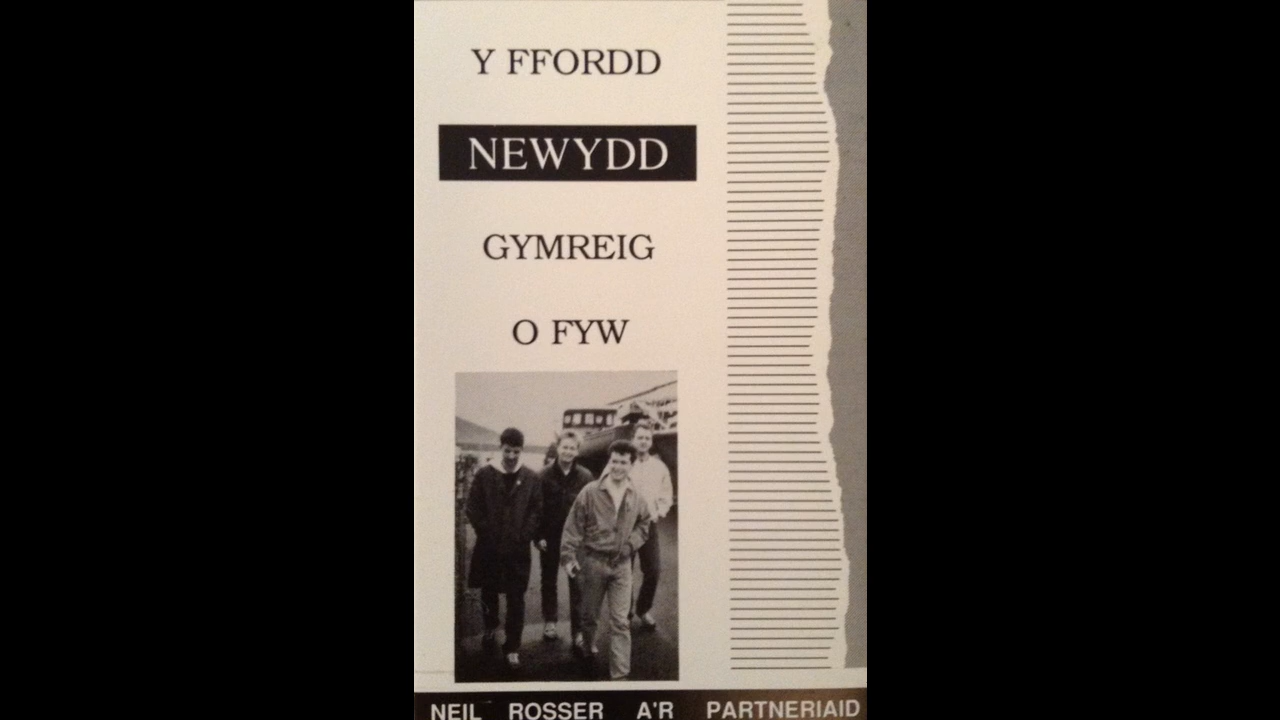 Y FFORDD
NEWYDD
GYMREIG
O FYW
NEIL ROSSER A'R PARTNERIAID